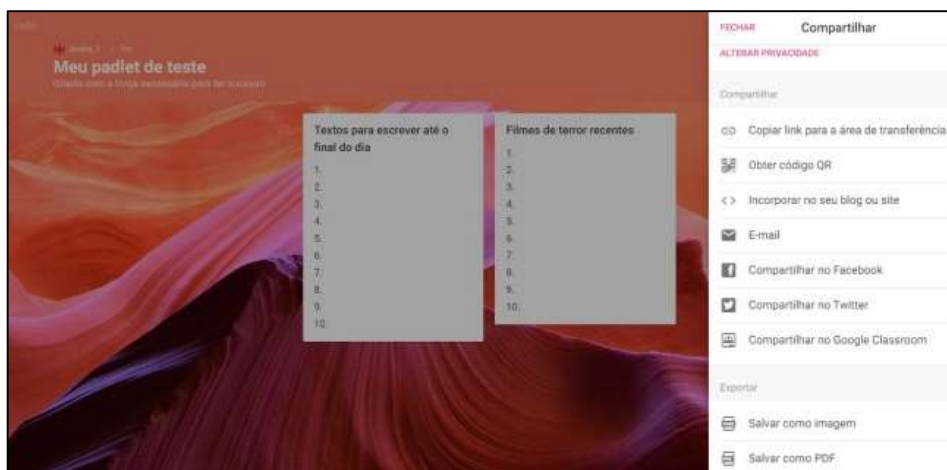 Meu padlet de teste
Textos para escrever até o
final do dia
1.
2.
3.
4.
5.
6.
7.
8.
9.
10.
Filmes de terror recentes
1.
2.
3.
4.
5.
6.
7.
8.
9.
10.
FECHAR Compartilhar
ALTERAR PRIVACIDADE
Compartilhar
Copiar link para a área de transferência
Obter código QR
Incorporar no seu blog ou site
E-mail
Compartilhar no Facebook
Compartilhar no Twitter
Compartilhar no Google Classroom
Exportar
Salvar como imagem
Salvar como PDF